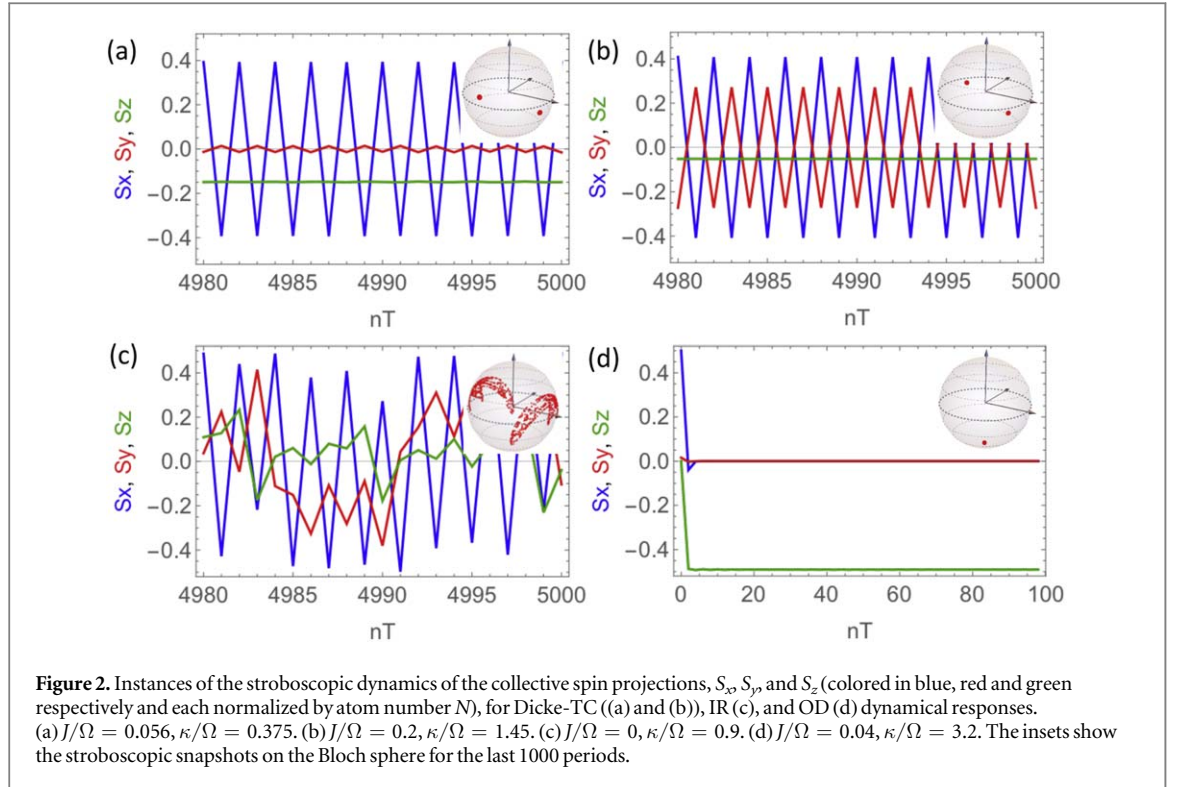 (a)
0.4
0.2
0.0
−0.2
−0.4
Sx, Sy, Sz
4980 4985 4990 4995 5000
nT
(b)
0.4
0.2
0.0
−0.2
−0.4
Sx, Sy, Sz
4980 4985 4990 4995 5000
nT
(c)
0.4
0.2
0.0
−0.2
−0.4
Sx, Sy, Sz
4980 4985 4990 4995 5000
nT
(d)
0.4
0.2
0.0
−0.2
−0.4
Sx, Sy, Sz
0 20 40 60 80 100
nT
Figure 2. Instances of the stroboscopic dynamics of the collective spin projections, Sx, Sy, and Sz (colored in blue, red and green
respectively and each normalized by atom number N), for Dicke-TC ((a) and (b)), IR (c), and OD (d) dynamical responses.
(a) J/Ω = 0.056, κ/Ω = 0.375. (b) J/Ω = 0.2, κ/Ω = 1.45. (c) J/Ω = 0, κ/Ω = 0.9. (d) J/Ω = 0.04, κ/Ω = 3.2. The insets show
the stroboscopic snapshots on the Bloch sphere for the last 1000 periods.